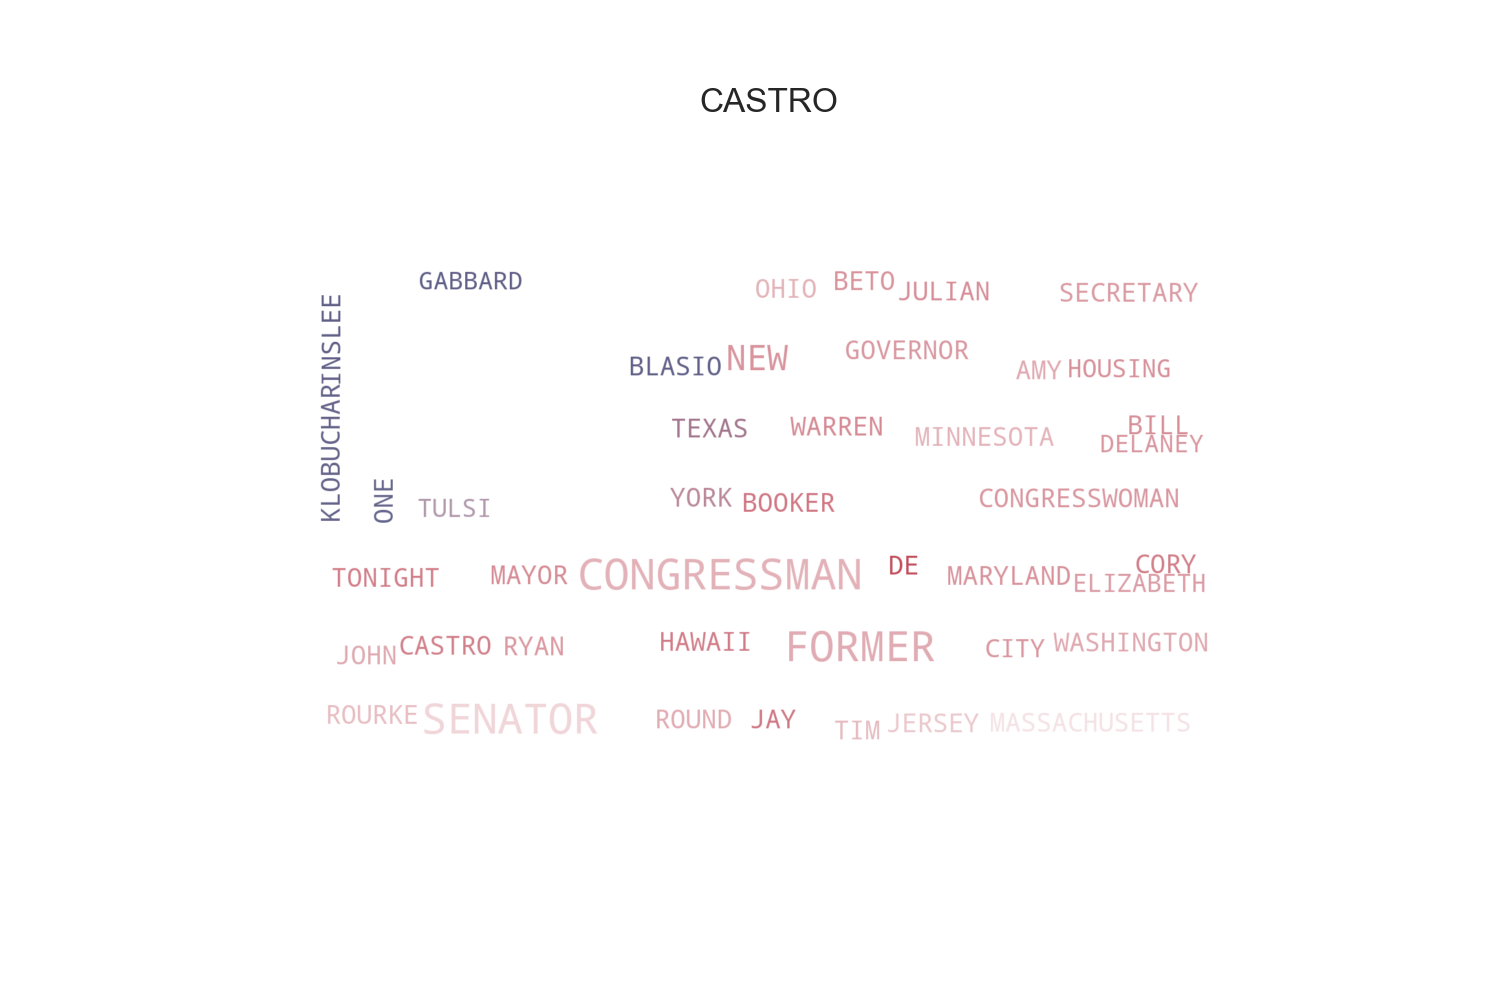 CASTRO
GABBARD
OHIO
BETO
JULIAN
SECRETARY
KLOBUCHAR
INSLEE
BLASIO
NEW
GOVERNOR
AMY
HOUSING
TEXAS
WARREN
MINNESOTA
BILL
DELANEY
ONE
TULSI
YORK
BOOKER
CONGRESSWOMAN
TONIGHT
MAYOR
CONGRESSMAN
DE
MARYLAND
CORY
ELIZABETH
JOHN
CASTRO
RYAN
HAWAII
FORMER
CITY
WASHINGTON
ROURKE
SENATOR
ROUND
JAY
TIM
JERSEY
MASSACHUSETTS